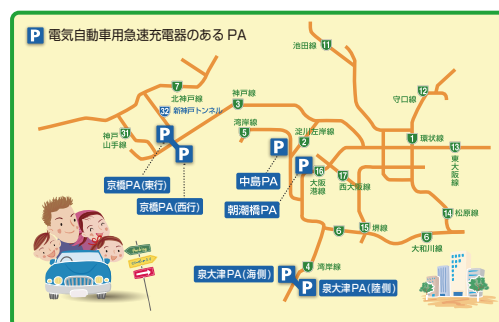 P 電気自動車用急速充電器のあるPA
池田線
11
7
北神戸線
32 新神戸トンネル
神戸線
3
守口線
12
湾岸線
5
淀川左岸線
2
31
神戸
山手線
P
P
京橋PA(東行)
京橋PA(西行)
P
中島PA
P
朝潮橋PA
16
大阪
港線
17
西大阪線
1 環状線
13
東大阪線
14 松原線
15 堺線
6
6
大和川線
4 湾岸線
泉大津PA(海側)
P
P
泉大津PA(陸側)